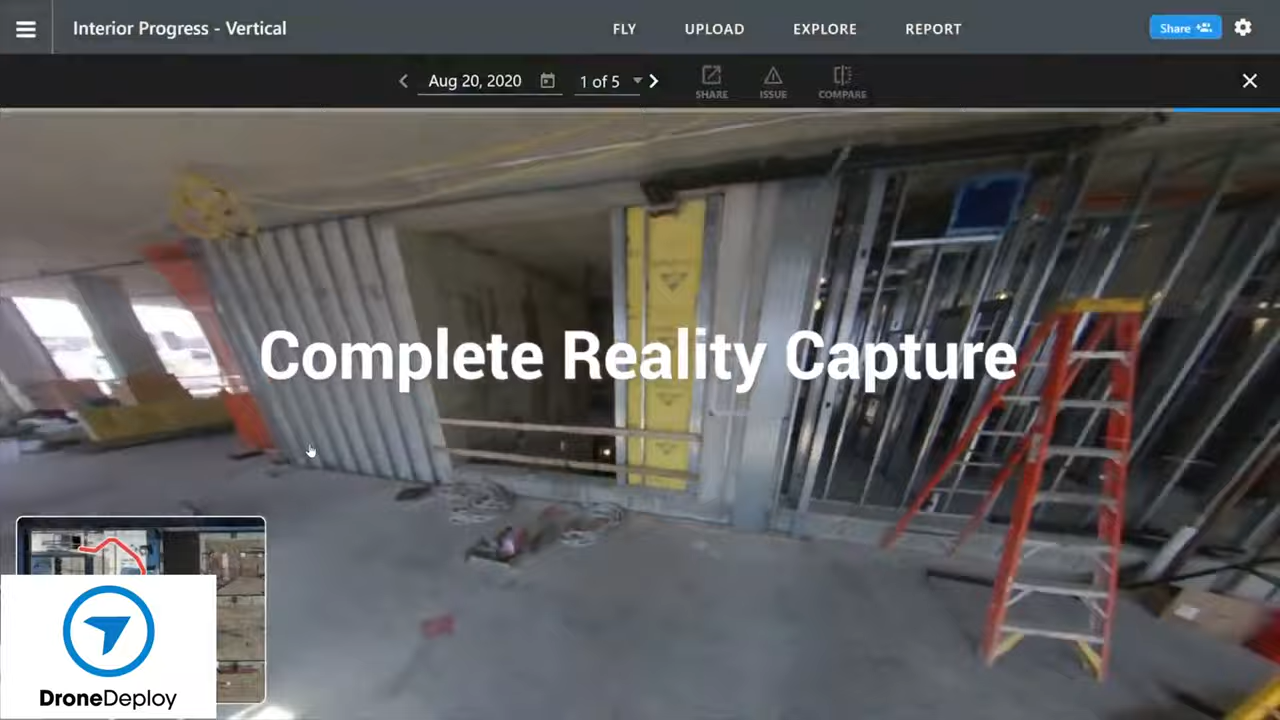 Interior Progress - Vertical
FLY
UPLOAD
EXPLORE
REPORT
Share
Aug 20, 2020
1 of 5
SHARE
ISSUE
COMPARE
Complete Reality Capture
DroneDeploy